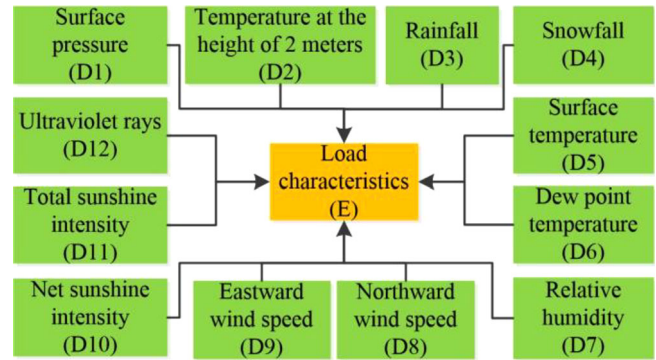 Surface
pressure
(D1)
Temperature at the
height of 2 meters
(D2)
Rainfall
(D3)
Snowfall
(D4)
Ultraviolet rays
(D12)
Load
characteristics
(E)
Surface
temperature
(D5)
Total sunshine
intensity
(D11)
Dew point
temperature
(D6)
Net sunshine
intensity
(D10)
Eastward
wind speed
(D9)
Northward
wind speed
(D8)
Relative
humidity
(D7)